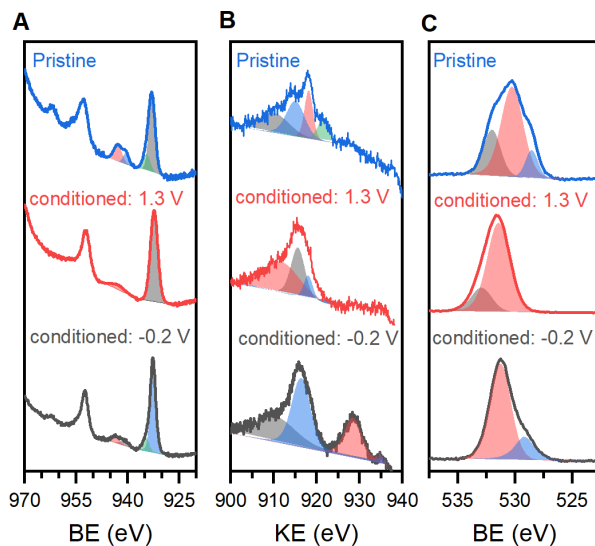 A
B
C
Pristine
Pristine
Pristine
conditioned: 1.3 V
conditioned: 1.3 V
conditioned: 1.3 V
conditioned: -0.2 V
conditioned: -0.2 V
conditioned: -0.2 V
970 955 940 925
900 910 920 930 940
535 530 525
BE (eV)
KE (eV)
BE (eV)